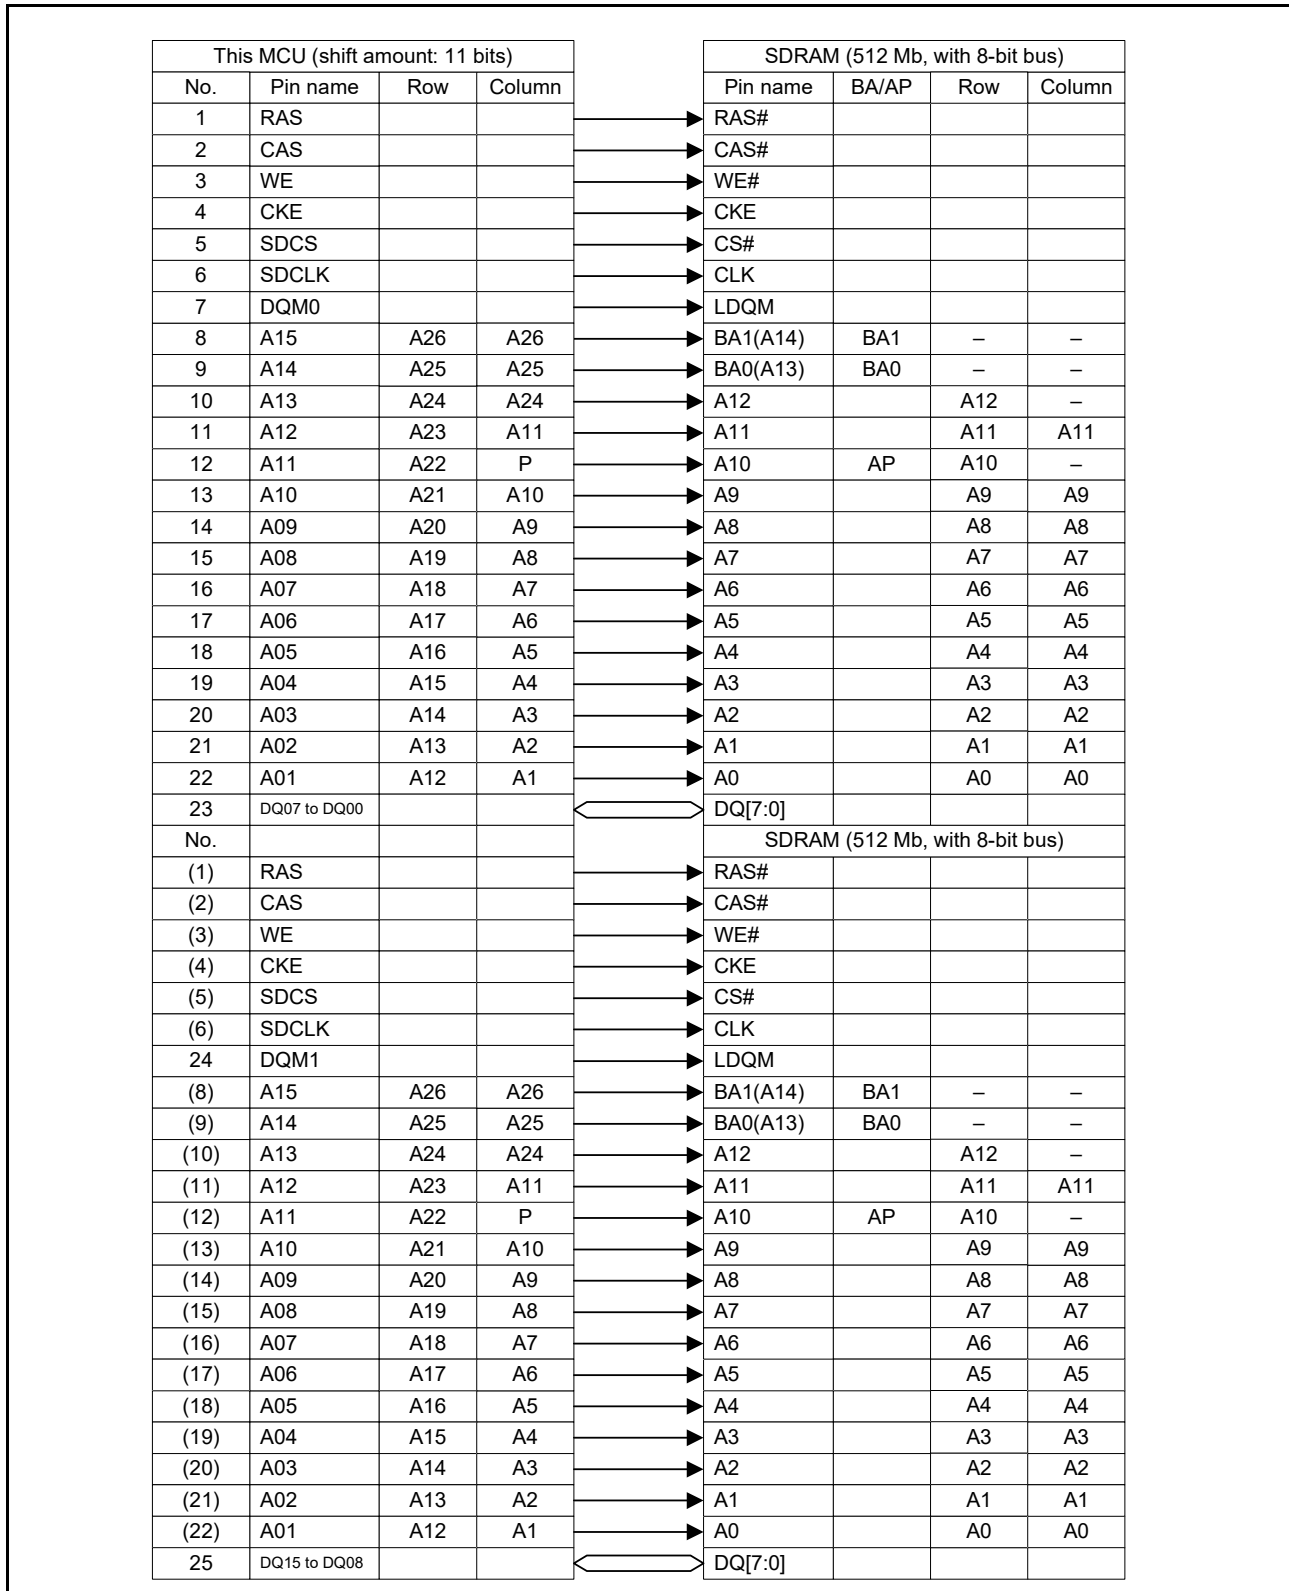 This MCU (shift amount: 11 bits) SDRAM (512 Mb, with 8-bit bus)
No. Pin name Row Column Pin name BA/AP Row Column
1 RAS RAS#
2 CAS CAS#
3 WE WE#
4 CKE CKE
5 SDCS CS#
6 SDCLK CLK
7 DQM0 LDQM
8 A15 A26 A26 BA1(A14) BA1 – –
9 A14 A25 A25 BA0(A13) BA0 – –
10 A13 A24 A24 A12 A12 –
11 A12 A23 A11 A11 A11 A11
12 A11 A22 P A10 AP A10 –
13 A10 A21 A10 A9 A9 A9
14 A09 A20 A9 A8 A8 A8
15 A08 A19 A8 A7 A7 A7
16 A07 A18 A7 A6 A6 A6
17 A06 A17 A6 A5 A5 A5
18 A05 A16 A5 A4 A4 A4
19 A04 A15 A4 A3 A3 A3
20 A03 A14 A3 A2 A2 A2
21 A02 A13 A2 A1 A1 A1
22 A01 A12 A1 A0 A0 A0
23 DQ07 to DQ00 DQ[7:0]
No. SDRAM (512 Mb, with 8-bit bus)
(1) RAS RAS#
(2) CAS CAS#
(3) WE WE#
(4) CKE CKE
(5) SDCS CS#
(6) SDCLK CLK
24 DQM1 LDQM
(8) A15 A26 A26 BA1(A14) BA1 – –
(9) A14 A25 A25 BA0(A13) BA0 – –
(10) A13 A24 A24 A12 A12 –
(11) A12 A23 A11 A11 A11 A11
(12) A11 A22 P A10 AP A10 –
(13) A10 A21 A10 A9 A9 A9
(14) A09 A20 A9 A8 A8 A8
(15) A08 A19 A8 A7 A7 A7
(16) A07 A18 A7 A6 A6 A6
(17) A06 A17 A6 A5 A5 A5
(18) A05 A16 A5 A4 A4 A4
(19) A04 A15 A4 A3 A3 A3
(20) A03 A14 A3 A2 A2 A2
(21) A02 A13 A2 A1 A1 A1
(22) A01 A12 A1 A0 A0 A0
25 DQ15 to DQ08 DQ[7:0]